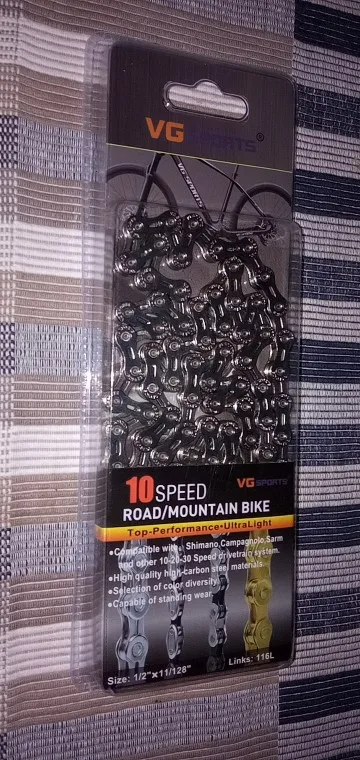 VG SPORTS®
VG SPORTS
VG SPORTS
10 SPEED
ROAD/MOUNTAIN BIKE
Top-Performance•UltraLight
•Compatible with: Shimano,Campagnolo,Sarm
and other 10-20-30 Speed drivetrain system.
•High quality high-carbon steel materials.
•Selection of color diversity.
•Capable of standing wear.
Size: 1/2"x11/128"
Links: 116L